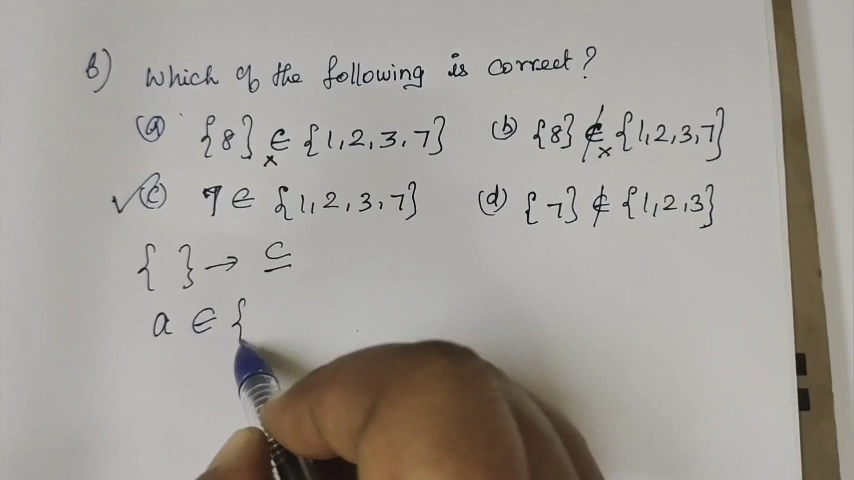 6) Which of the following is correct?
(a) {8} ∈ {1,2,3,7} (b) {8} ∉ {1,2,3,7}
x x
✓(c) 7 ∈ {1,2,3,7} (d) {7} ∉ {1,2,3}
{ } → ⊆
a ∈ {